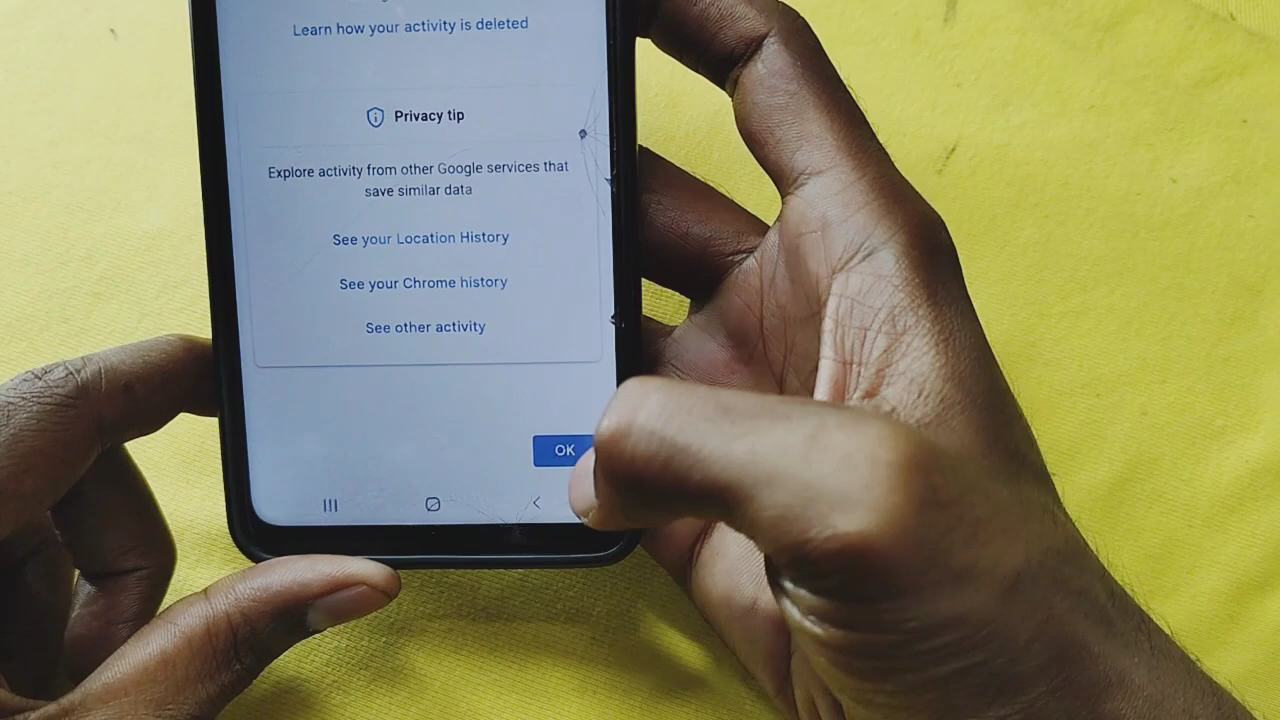 Learn how your activity is deleted
Privacy tip
Explore activity from other Google services that
save similar data
See your Location History
See your Chrome history
See other activity
OK